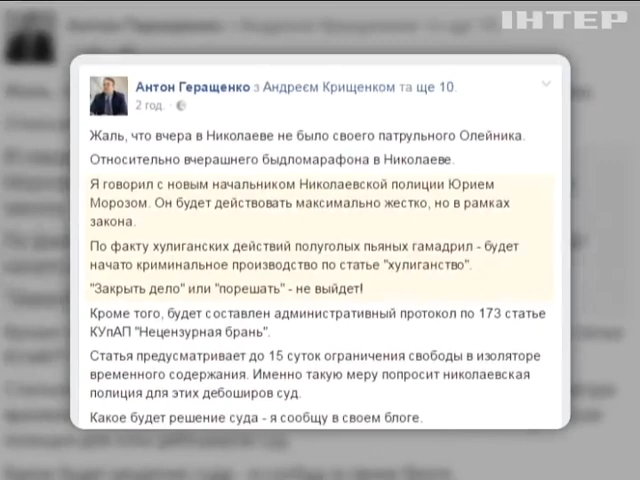 ІНТЕР
Антон Геращенко з Андреєм Крищенком та ще 10.
2 год. ·
Жаль, что вчера в Николаеве не было своего патрульного Олейника.
Относительно вчерашнего быдломарафона в Николаеве.
Я говорил с новым начальником Николаевской полиции Юрием
Морозом. Он будет действовать максимально жестко, но в рамках
закона.
По факту хулиганских действий полуголых пьяных гамадрил - будет
начато криминальное производство по статье "хулиганство".
"Закрыть дело" или "порешать" - не выйдет!
Кроме того, будет составлен административный протокол по 173 статье
КУпАП "Нецензурная брань".
Статья предусматривает до 15 суток ограничения свободы в изоляторе
временного содержания. Именно такую меру попросит николаевская
полиция для этих дебоширов суд.
Какое будет решение суда - я сообщу в своем блоге.